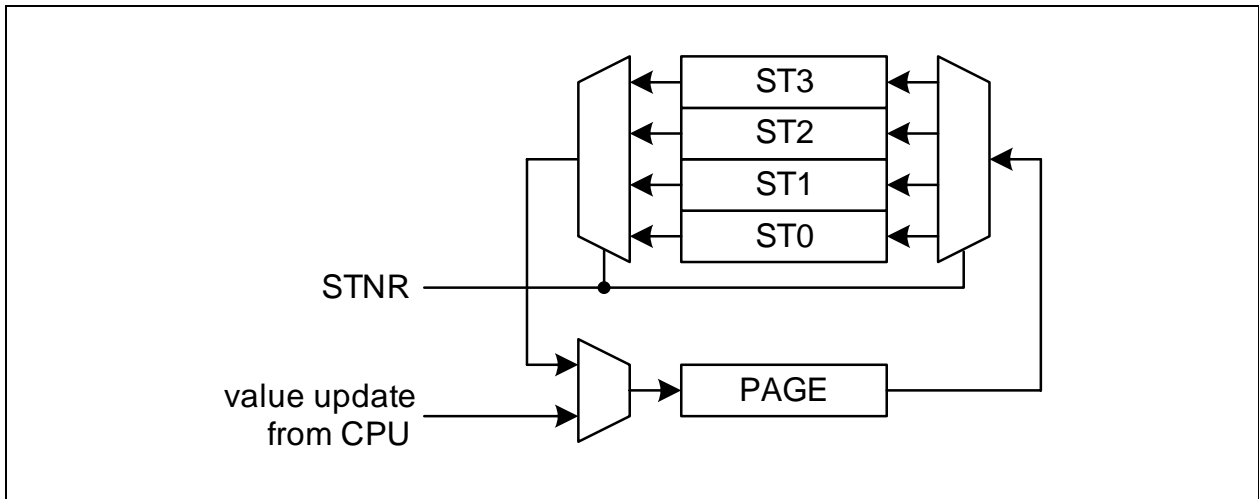 ST3
ST2
ST1
ST0
STNR
value update
from CPU
PAGE